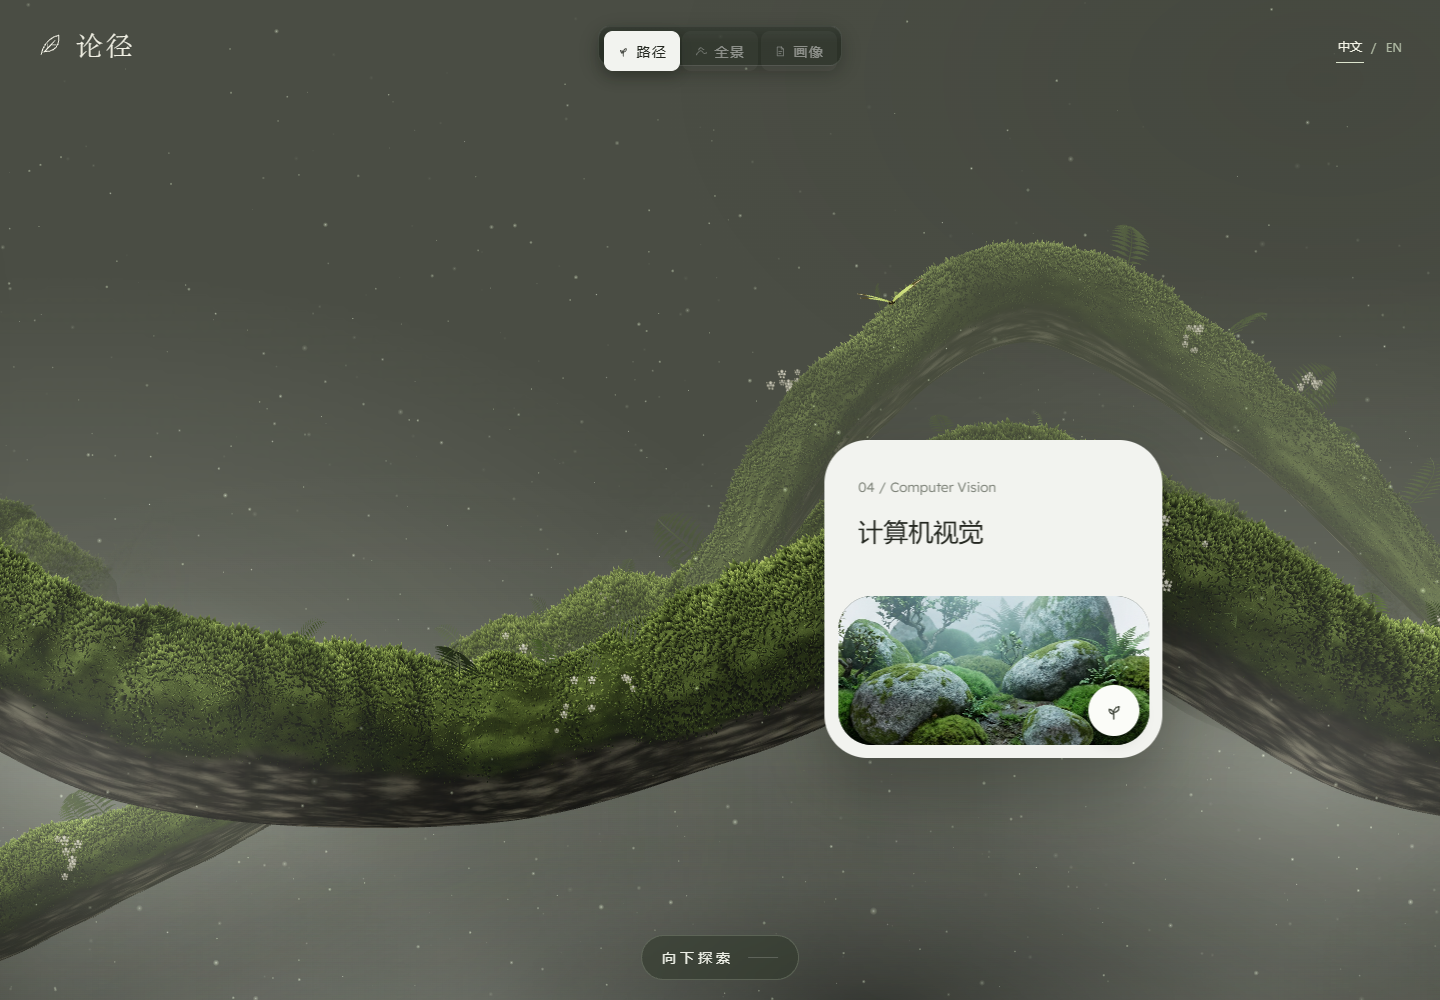 论径
路径
全景
画像
中文 / EN
04 / Computer Vision
计算机视觉
向下探索